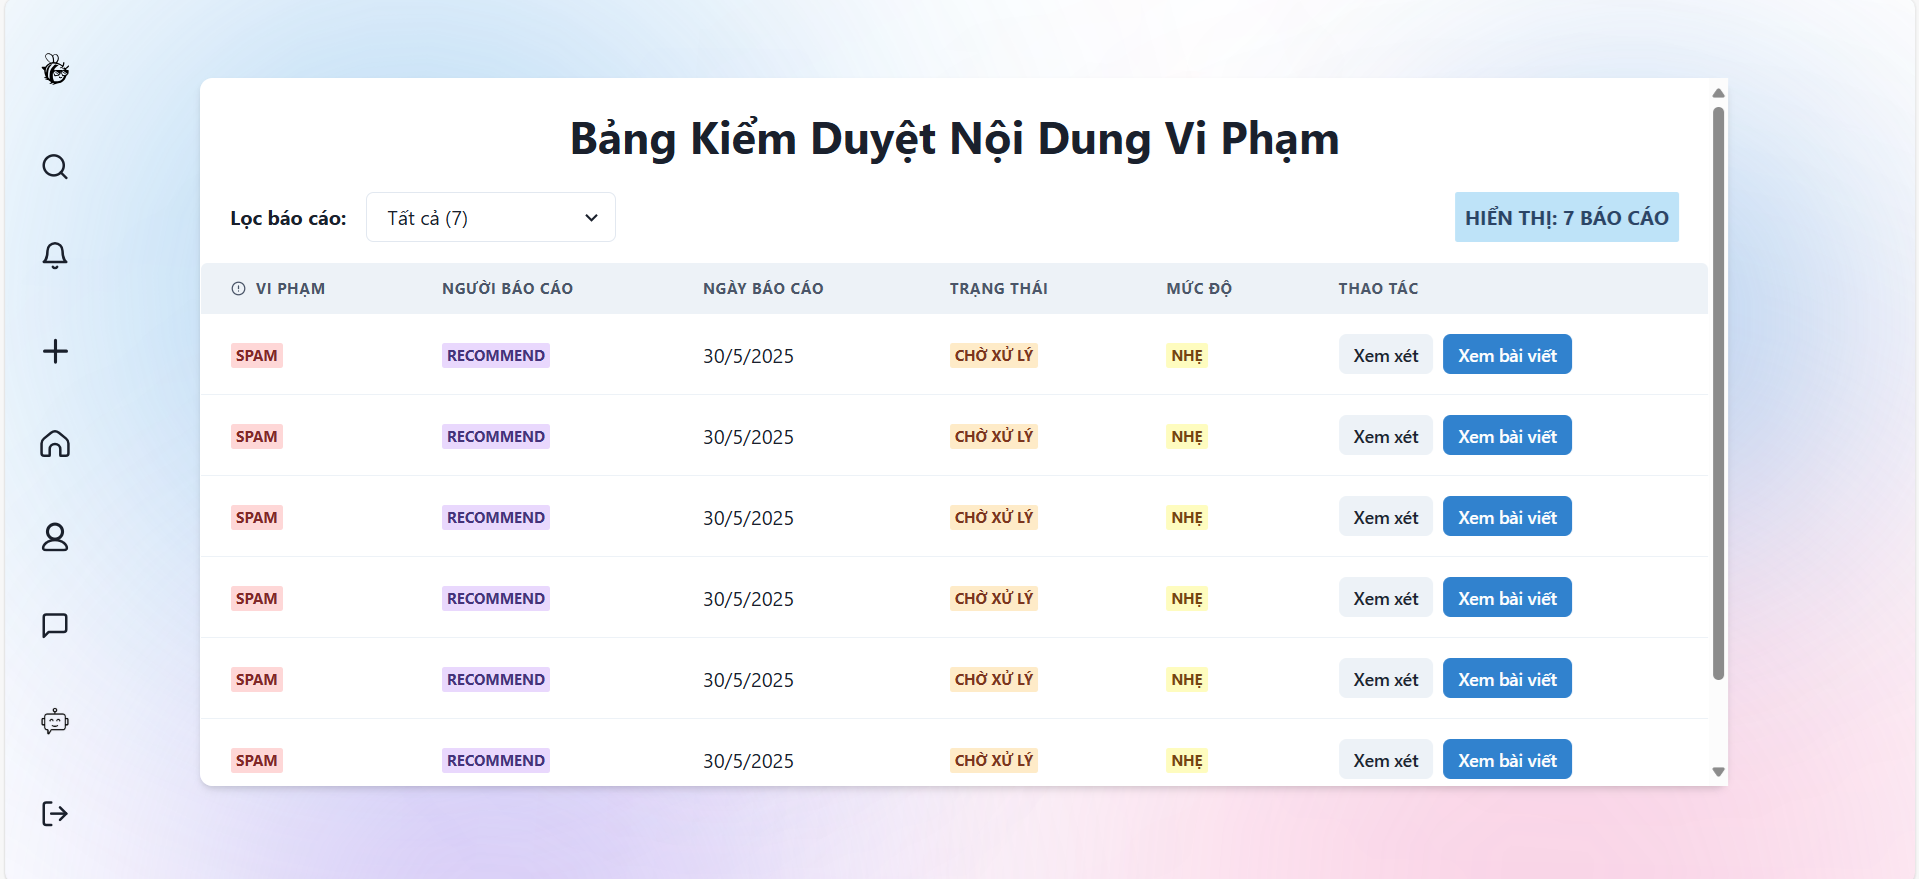 Bảng Kiểm Duyệt Nội Dung Vi Phạm
Lọc báo cáo: Tất cả (7) HIỂN THỊ: 7 BÁO CÁO
VI PHẠM NGƯỜI BÁO CÁO NGÀY BÁO CÁO TRẠNG THÁI MỨC ĐỘ THAO TÁC
SPAM RECOMMEND 30/5/2025 CHỜ XỬ LÝ NHẸ Xem xét Xem bài viết
SPAM RECOMMEND 30/5/2025 CHỜ XỬ LÝ NHẸ Xem xét Xem bài viết
SPAM RECOMMEND 30/5/2025 CHỜ XỬ LÝ NHẸ Xem xét Xem bài viết
SPAM RECOMMEND 30/5/2025 CHỜ XỬ LÝ NHẸ Xem xét Xem bài viết
SPAM RECOMMEND 30/5/2025 CHỜ XỬ LÝ NHẸ Xem xét Xem bài viết
SPAM RECOMMEND 30/5/2025 CHỜ XỬ LÝ NHẸ Xem xét Xem bài viết